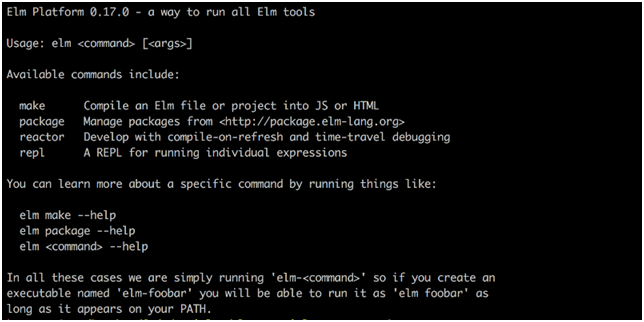 Elm Platform 0.17.0 - a way to run all Elm tools
Usage: elm <command> [<args>]
Available commands include:
make Compile an Elm file or project into JS or HTML
package Manage packages from <http://package.elm-lang.org>
reactor Develop with compile-on-refresh and time-travel debugging
repl A REPL for running individual expressions
You can learn more about a specific command by running things like:
elm make --help
elm package --help
elm <command> --help
In all these cases we are simply running 'elm-<command>' so if you create an
executable named 'elm-foobar' you will be able to run it as 'elm foobar' as
long as it appears on your PATH.